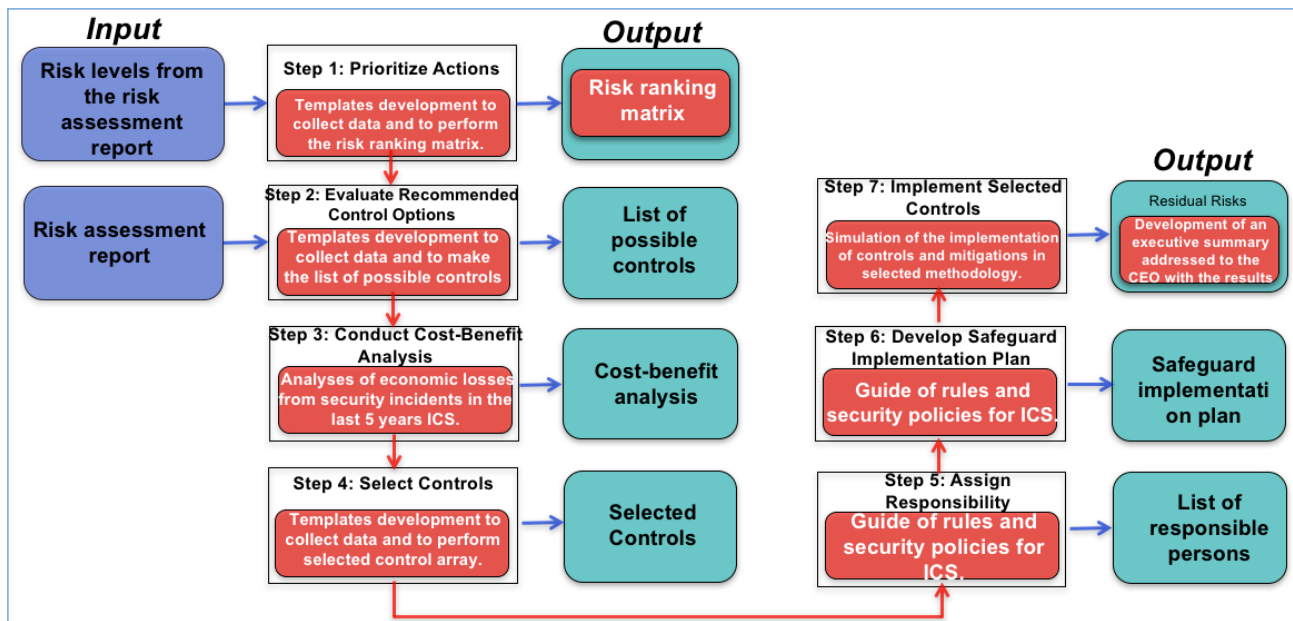 Input
Output
Risk levels from
the risk
assessment
report
Step 1: Prioritize Actions
Templates development to
collect data and to perform
the risk ranking matrix.
Risk ranking
matrix
Risk assessment
report
Step 2: Evaluate Recommended
Control Options
Templates development to
collect data and to make
the list of possible controls
List of
possible
controls
Step 3: Conduct Cost-Benefit
Analysis
Analyses of economic losses
from security incidents in the
last 5 years ICS.
Cost-benefit
analysis
Step 4: Select Controls
Templates development to
collect data and to perform
selected control array.
Selected
Controls
Output
Step 7: Implement Selected
Controls
Simulation of the implementation
of controls and mitigations in
selected methodology.
Residual Risks
Development of an
executive summary
addressed to the
CEO with the results
Step 6: Develop Safeguard
Implementation Plan
Guide of rules and
security policies for ICS.
Safeguard
implementati
on plan
Step 5: Assign
Responsibility
Guide of rules and
security policies for
ICS.
List of
responsible
persons